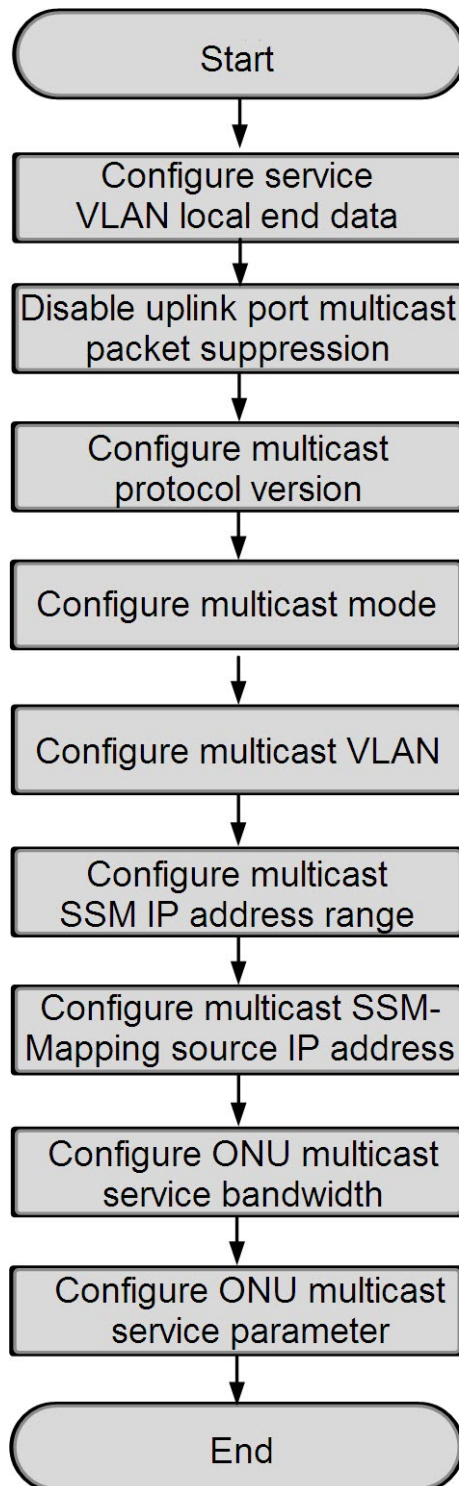 Start
Configure service
VLAN local end data
Disable uplink port multicast
packet suppression
Configure multicast
protocol version
Configure multicast mode
Configure multicast VLAN
Configure multicast
SSM IP address range
Configure multicast SSM-
Mapping source IP address
Configure ONU multicast
service bandwidth
Configure ONU multicast
service parameter
End